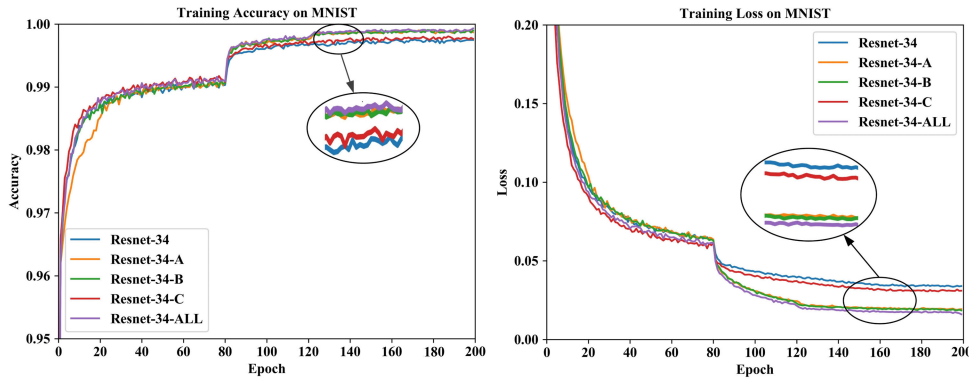 Training Accuracy on MNIST
1.00
0.99
0.98
0.97
0.96
0.95
Accuracy
Resnet-34
Resnet-34-A
Resnet-34-B
Resnet-34-C
Resnet-34-ALL
0 20 40 60 80 100 120 140 160 180 200
Epoch
Training Loss on MNIST
0.20
0.15
0.10
0.05
0.00
Loss
Resnet-34
Resnet-34-A
Resnet-34-B
Resnet-34-C
Resnet-34-ALL
0 20 40 60 80 100 120 140 160 180 200
Epoch